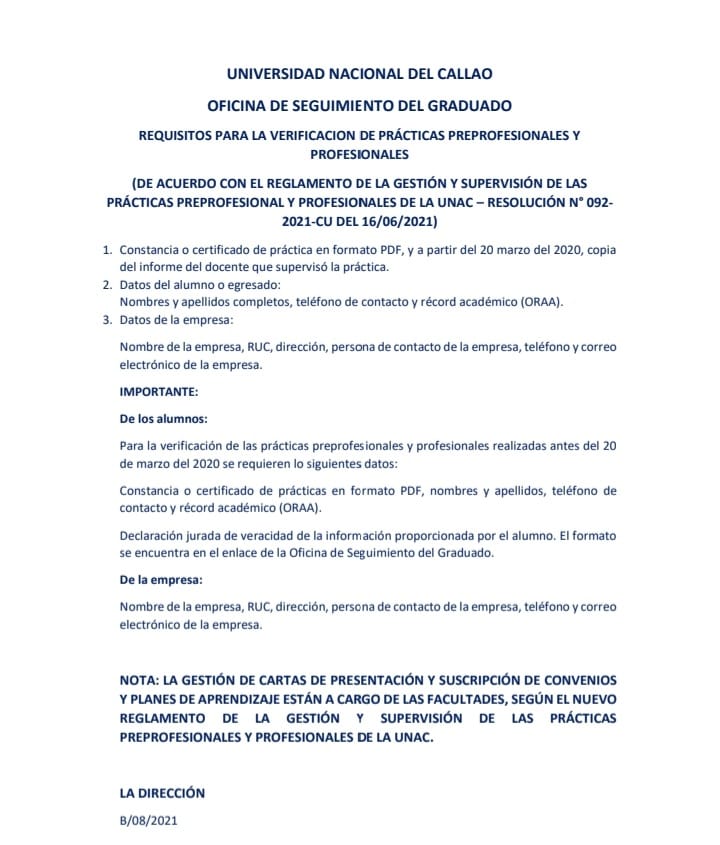 UNIVERSIDAD NACIONAL DEL CALLAO
OFICINA DE SEGUIMIENTO DEL GRADUADO
REQUISITOS PARA LA VERIFICACION DE PRÁCTICAS PREPROFESIONALES Y
PROFESIONALES
(DE ACUERDO CON EL REGLAMENTO DE LA GESTIÓN Y SUPERVISIÓN DE LAS
PRÁCTICAS PREPROFESIONAL Y PROFESIONALES DE LA UNAC – RESOLUCIÓN N° 092-
2021-CU DEL 16/06/2021)
1. Constancia o certificado de práctica en formato PDF, y a partir del 20 marzo del 2020, copia
del informe del docente que supervisó la práctica.
2. Datos del alumno o egresado:
Nombres y apellidos completos, teléfono de contacto y récord académico (ORAA).
3. Datos de la empresa:
Nombre de la empresa, RUC, dirección, persona de contacto de la empresa, teléfono y correo
electrónico de la empresa.
IMPORTANTE:
De los alumnos:
Para la verificación de las prácticas preprofesionales y profesionales realizadas antes del 20
de marzo del 2020 se requieren lo siguientes datos:
Constancia o certificado de prácticas en formato PDF, nombres y apellidos, teléfono de
contacto y récord académico (ORAA).
Declaración jurada de veracidad de la información proporcionada por el alumno. El formato
se encuentra en el enlace de la Oficina de Seguimiento del Graduado.
De la empresa:
Nombre de la empresa, RUC, dirección, persona de contacto de la empresa, teléfono y correo
electrónico de la empresa.
NOTA: LA GESTIÓN DE CARTAS DE PRESENTACIÓN Y SUSCRIPCIÓN DE CONVENIOS
Y PLANES DE APRENDIZAJE ESTÁN A CARGO DE LAS FACULTADES, SEGÚN EL NUEVO
REGLAMENTO DE LA GESTIÓN Y SUPERVISIÓN DE LAS PRÁCTICAS
PREPROFESIONALES Y PROFESIONALES DE LA UNAC.
LA DIRECCIÓN
B/08/2021